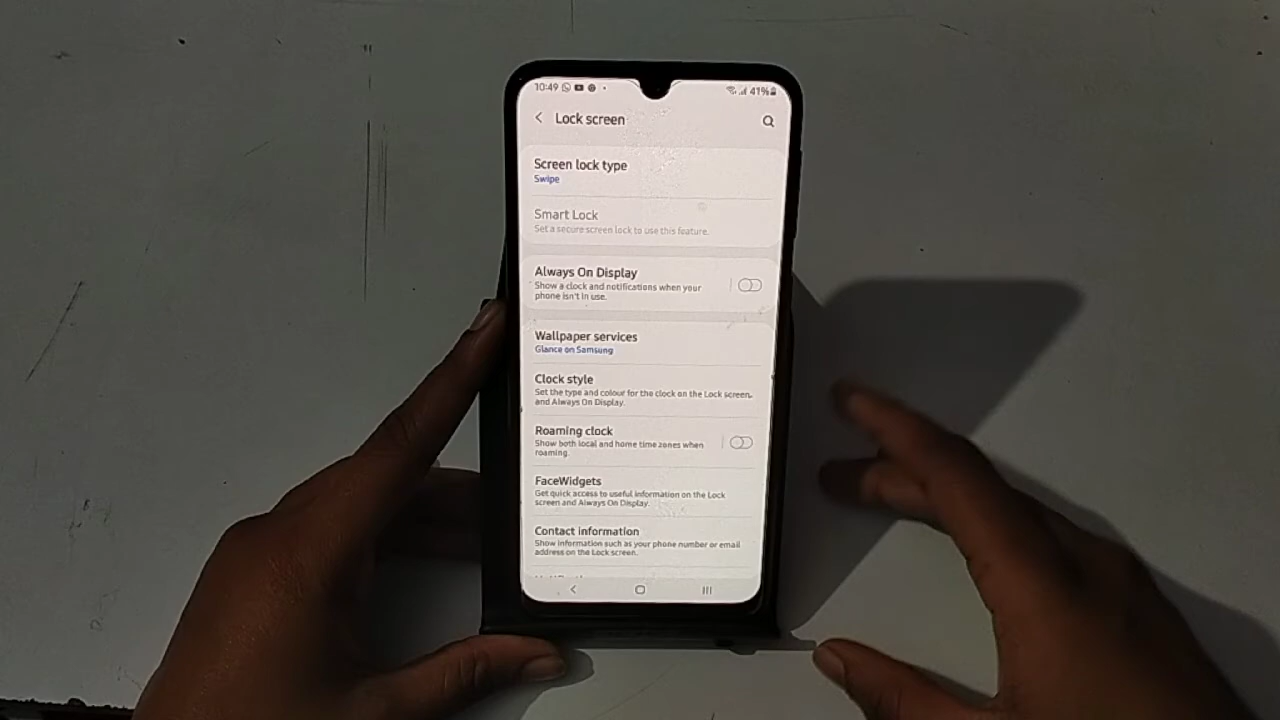 10:49 41%
Lock screen
Screen lock type
Swipe
Smart Lock
Set a secure screen lock to use this feature.
Always On Display
Show a clock and notifications when your
phone isn't in use.
Wallpaper services
Glance on Samsung
Clock style
Set the type and colour for the clock on the Lock screen
and Always On Display.
Roaming clock
Show both local and home time zones when
roaming.
FaceWidgets
Get quick access to useful information on the Lock
screen and Always On Display.
Contact information
Show information such as your phone number or email
address on the Lock screen.